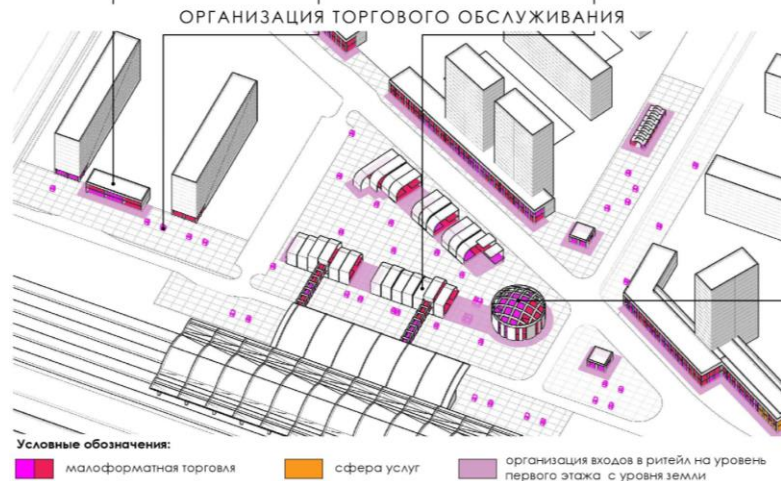 ОРГАНИЗАЦИЯ ТОРГОВОГО ОБСЛУЖИВАНИЯ
Условные обозначения:
малоформатная торговля
сфера услуг
организация входов в ритейл на уровень
первого этажа с уровня земли